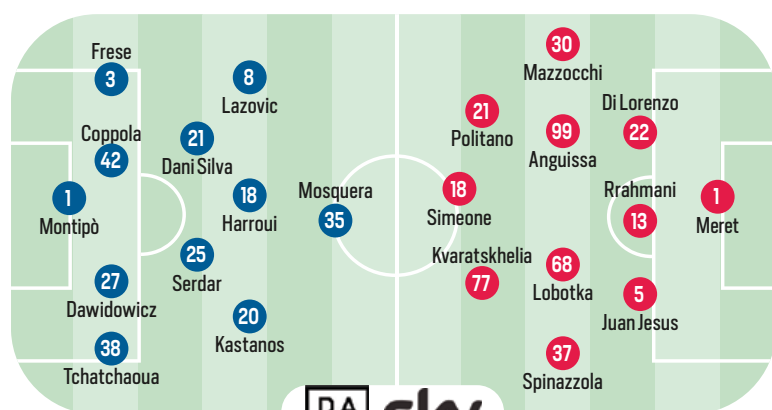 Frese
3
8
Lazovic
Coppola
42
21
Dani Silva
1
Montipò
18
Harroui
Mosquera
35
25
Serdar
27
Dawidowicz
20
Kastanos
38
Tchatchaoua
30
Mazzocchi
21
Politano
99
Anguissa
Di Lorenzo
22
18
Simeone
Rrahmani
13
1
Meret
Kvaratskhelia
77
68
Lobotka
5
Juan Jesus
37
Spinazzola
DA
sky